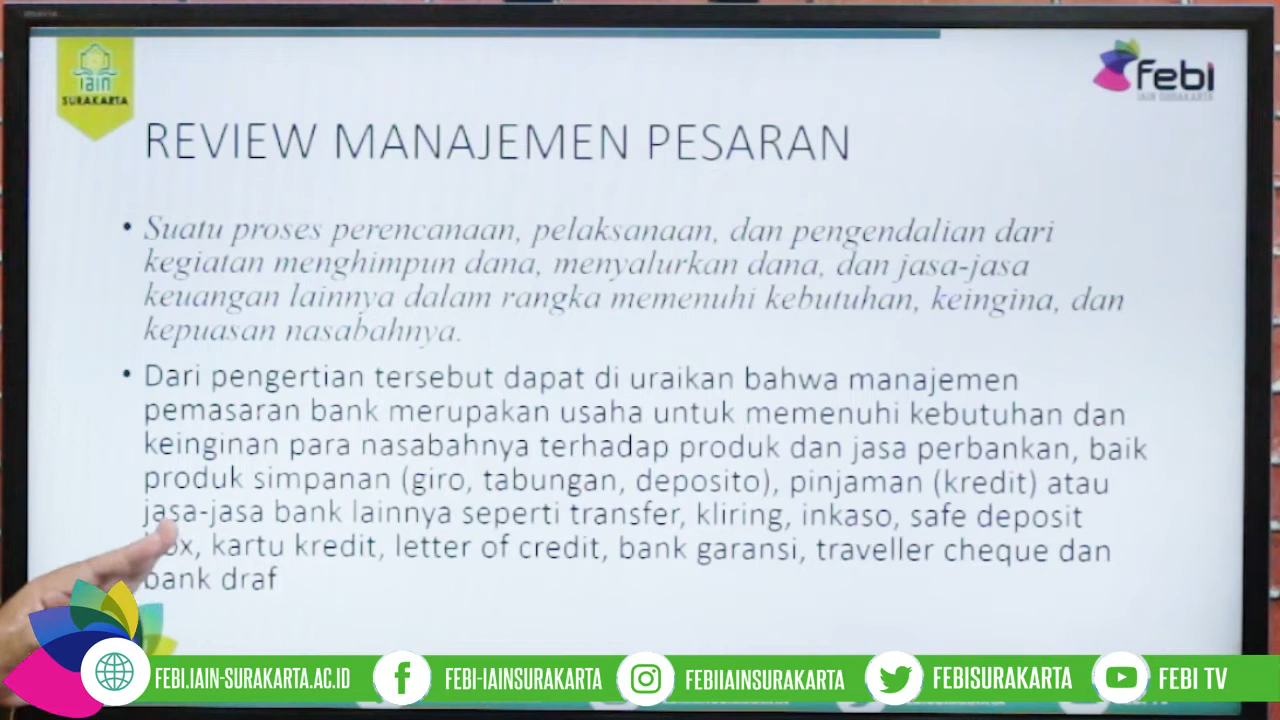 iain
SURAKARTA
febi
IAIN SURAKARTA
REVIEW MANAJEMEN PESARAN
• Suatu proses perencanaan, pelaksanaan, dan pengendalian dari
kegiatan menghimpun dana, menyalurkan dana, dan jasa-jasa
keuangan lainnya dalam rangka memenuhi kebutuhan, keingina, dan
kepuasan nasabahnya.
• Dari pengertian tersebut dapat di uraikan bahwa manajemen
pemasaran bank merupakan usaha untuk memenuhi kebutuhan dan
keinginan para nasabahnya terhadap produk dan jasa perbankan, baik
produk simpanan (giro, tabungan, deposito), pinjaman (kredit) atau
jasa-jasa bank lainnya seperti transfer, kliring, inkaso, safe deposit
box, kartu kredit, letter of credit, bank garansi, traveller cheque dan
bank draf
FEBI.IAIN-SURAKARTA.AC.ID
FEBI-IAINSURAKARTA
FEBIIAINSURAKARTA
FEBISURAKARTA
FEBI TV